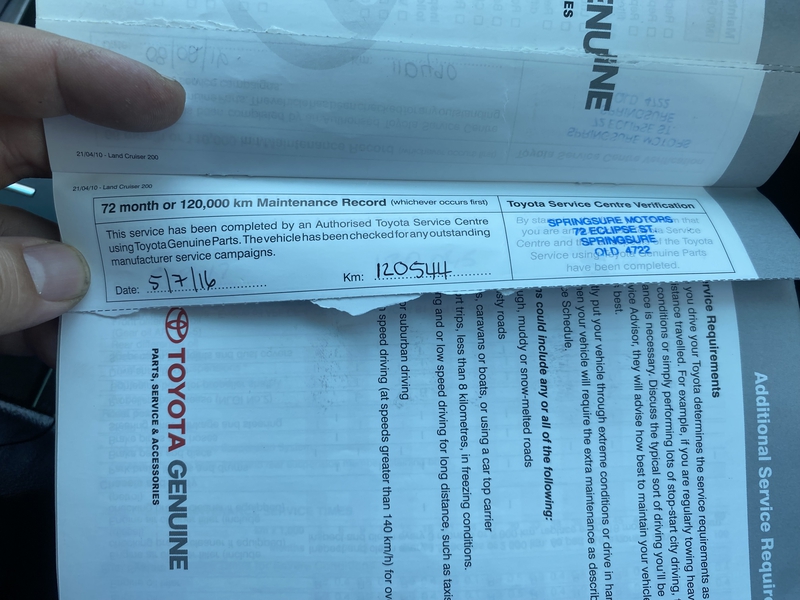 ES
GENUINE
21/04/10 - Land Cruiser 200
21/04/10 - Land Cruiser 200
72 month or 120,000 km Maintenance Record (whichever occurs first)
This service has been completed by an Authorised Toyota Service Centre
using Toyota Genuine Parts. The vehicle has been checked for any outstanding
manufacturer service campaigns.
Date: 5/7/16
Km: 120544
Toyota Service Centre Verification
SPRINGSURE MOTORS
72 ECLIPSE ST.
SPRINGSURE
QLD, 4722
have been completed.
TOYOTA GENUINE
PARTS, SERVICE & ACCESSORIES
Additional Service Requir
rvice Requirements
you drive your Toyota determines the service requirements as
stance travelled. For example, if you are regularly towing heav
conditions or simply performing lots of stop-start city driving,
ance is necessary. Discuss the typical sort of driving you'll be
vice Advisor, they will advise how best to maintain your vehicle
best.
ly put your vehicle through extreme conditions or drive in har
en your vehicle will require the extra maintenance as describ
e Schedule.
ns could include any or all of the following:
gh, muddy or snow-melted roads
sty roads
s, caravans or boats, or using a car top carrier
rt trips, less than 8 kilometres, in freezing conditions.
ng and or low speed driving for long distance, such as taxis
or suburban driving
speed driving (at speeds greater than 140 km/h) for ov